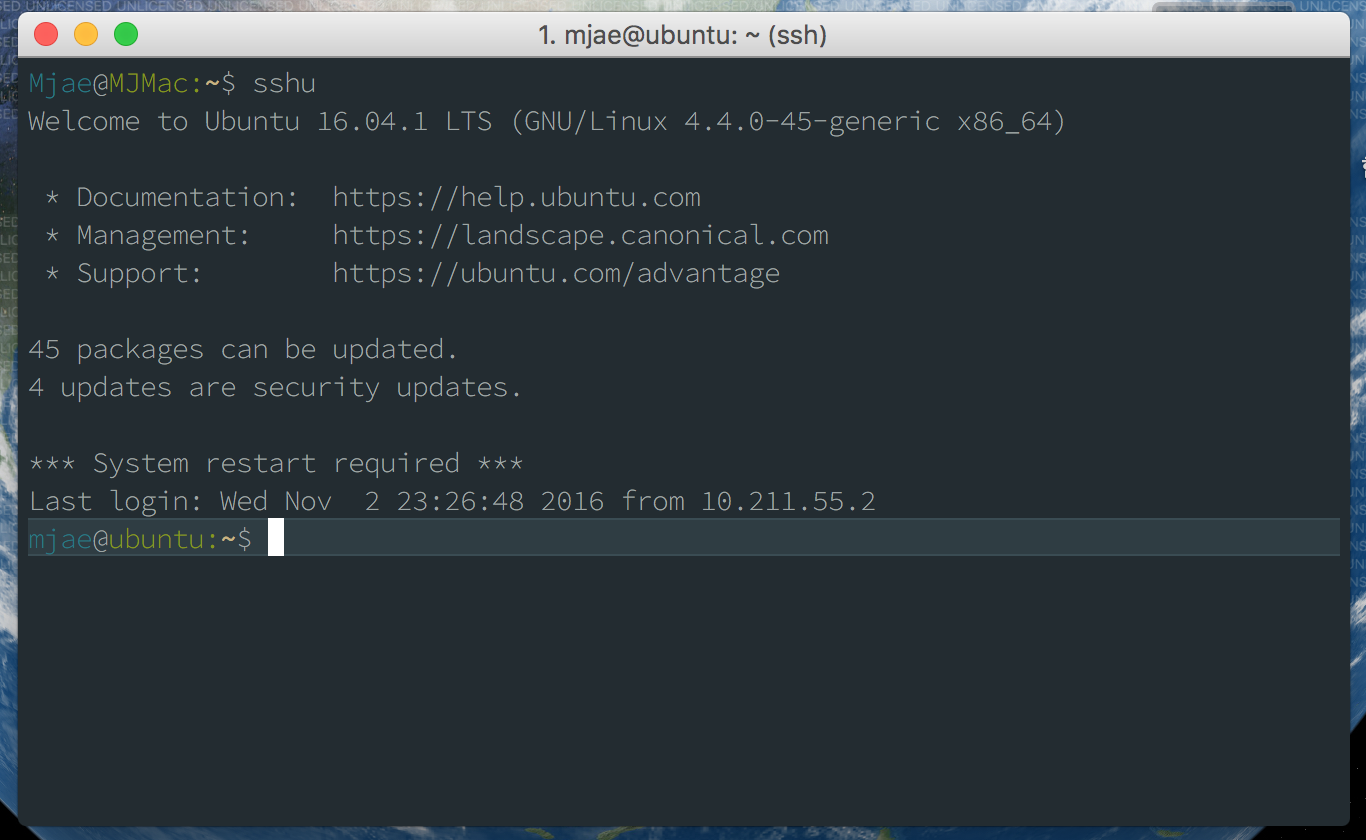 1. mjae@ubuntu: ~ (ssh)
Mjae@MJMac:~$ sshu
Welcome to Ubuntu 16.04.1 LTS (GNU/Linux 4.4.0-45-generic x86_64)
* Documentation:  https://help.ubuntu.com
* Management:     https://landscape.canonical.com
* Support:        https://ubuntu.com/advantage
45 packages can be updated.
4 updates are security updates.
*** System restart required ***
Last login: Wed Nov  2 23:26:48 2016 from 10.211.55.2
mjae@ubuntu:~$